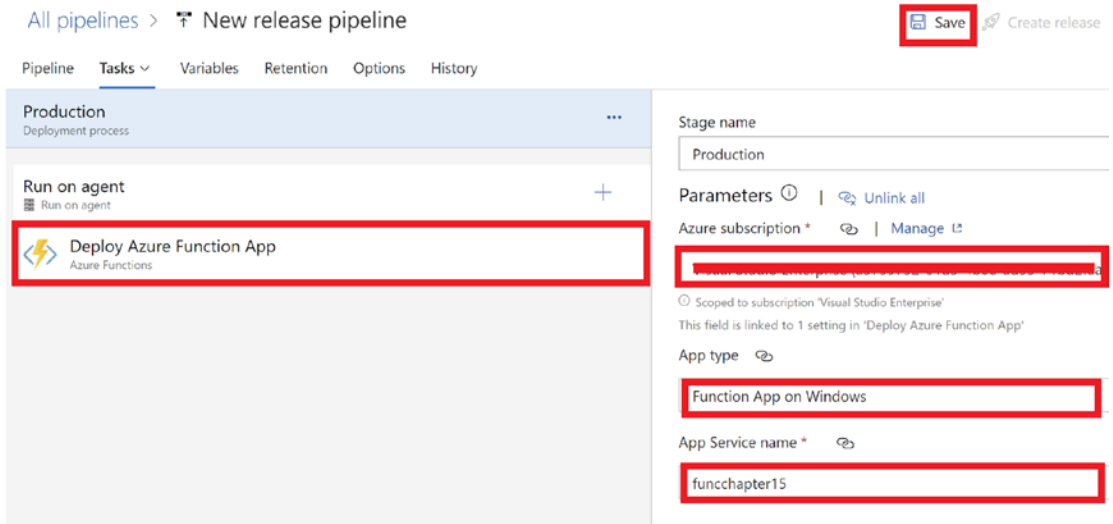 All pipelines > New release pipeline
Save Create release
Pipeline Tasks Variables Retention Options History
Production
Deployment process
Run on agent
Run on agent
Deploy Azure Function App
Azure Functions
Stage name
Production
Parameters | Unlink all
Azure subscription * | Manage
Scoped to subscription 'Visual Studio Enterprise'
This field is linked to 1 setting in 'Deploy Azure Function App'
App type
Function App on Windows
App Service name *
funcchapter15